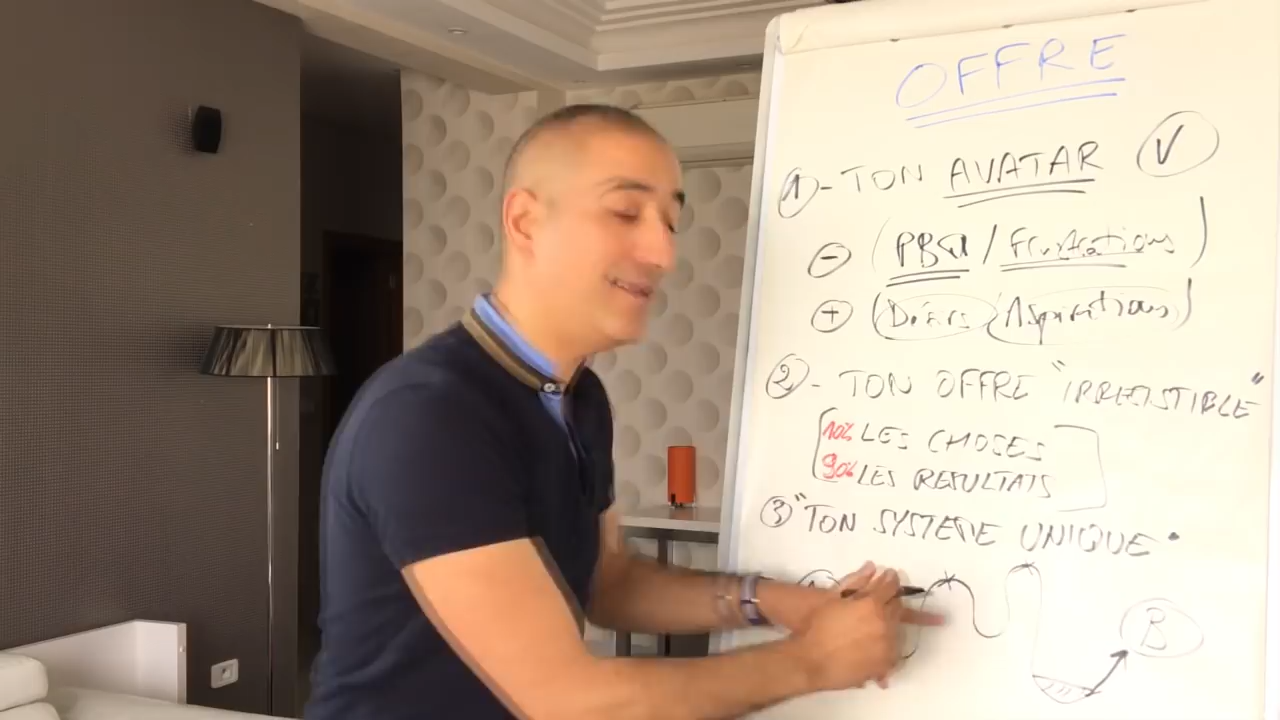 OFFRE
1 - TON AVATAR V
- (PBM / Frustrations)
+ (Désirs / Aspirations)
2 - TON OFFRE "IRRESISTIBLE"
10% LES CHOSES
90% LES RESULTATS
3 "TON SYSTEME UNIQUE"
B